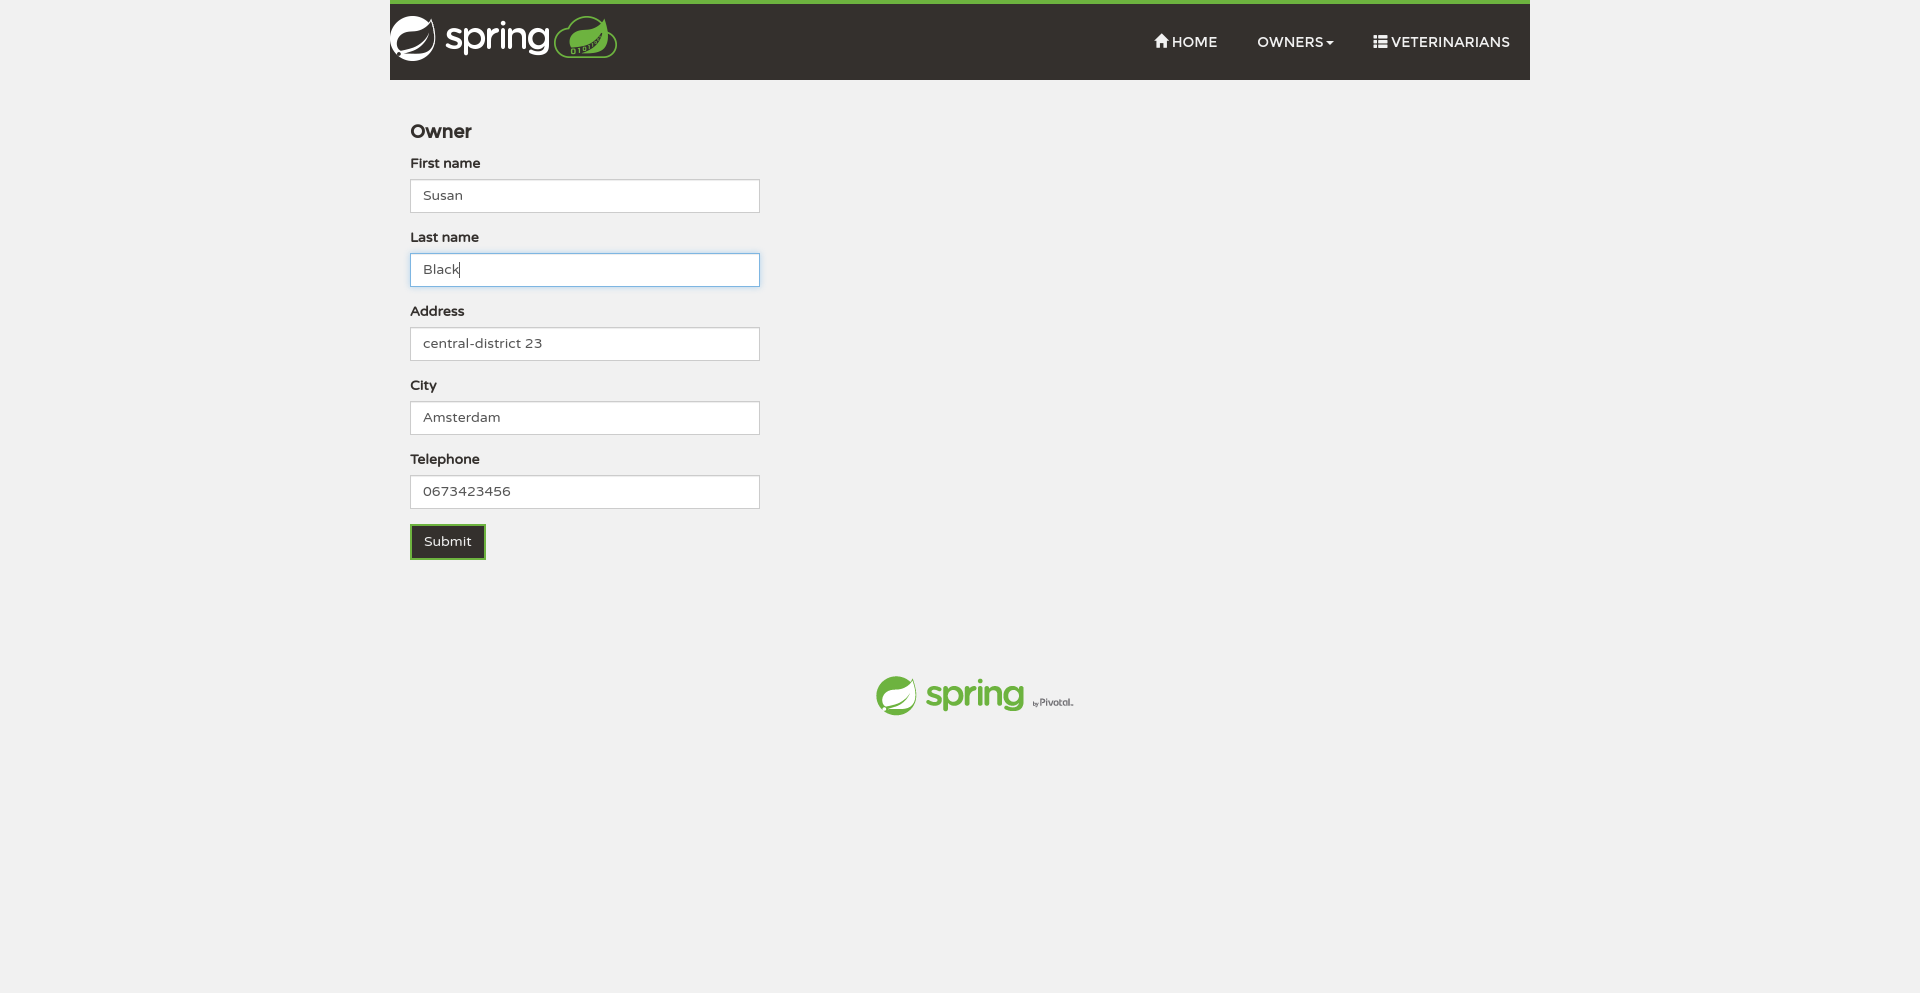 spring
HOME
OWNERS
VETERINARIANS
Owner
First name
Susan
Last name
Black
Address
central-district 23
City
Amsterdam
Telephone
0673423456
Submit
spring by Pivotal.